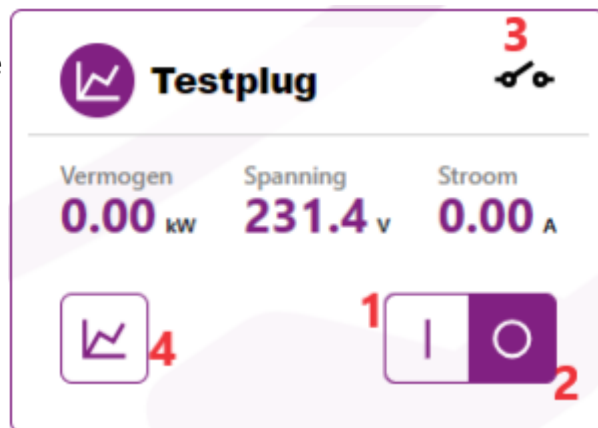 e
3
Testplug
Vermogen Spanning Stroom
0.00 kW 231.4 V 0.00 A
1
4
2